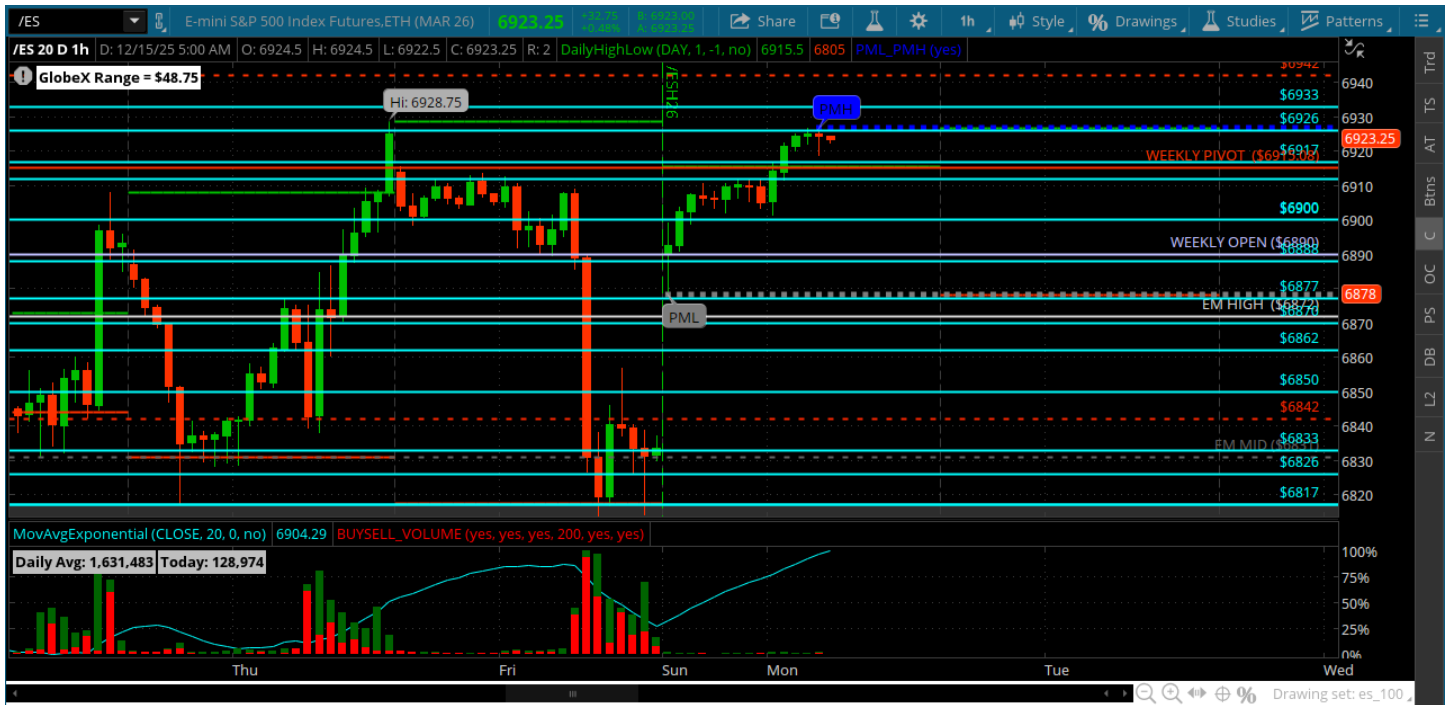 /ES E-mini S&P 500 Index Futures,ETH (MAR 26) 6923.25 +32.75 B: 6923.00 Share 1h Style Drawings Studies Patterns
+0.48% A: 6923.25
/ES 20 D 1h D: 12/15/25 5:00 AM O: 6924.5 H: 6924.5 L: 6922.5 C: 6923.25 R: 2 DailyHighLow (DAY, 1, -1, no) 6915.5 6805 PML_PMH (yes)
GlobeX Range = $48.75
/ESH26
Hi: 6928.75
PMH
PML
$6942
$6933
$6926
$6917
WEEKLY PIVOT ($6915.08)
$6900
WEEKLY OPEN ($6890)
$6888
$6877
EM HIGH ($6872)
$6870
$6862
$6850
$6842
$6833
EM MID ($6831)
$6826
$6817
6940
6930
6923.25
6920
6910
6900
6890
6878
6870
6860
6850
6840
6830
6820
Trd
TS
AT
Btns
C
OC
PS
DB
L2
N
MovAvgExponential (CLOSE, 20, 0, no) 6904.29 BUYSELL_VOLUME (yes, yes, yes, 200, yes, yes)
Daily Avg: 1,631,483 Today: 128,974
100%
75%
50%
25%
0%
Thu Fri Sun Mon Tue Wed
Drawing set: es_100